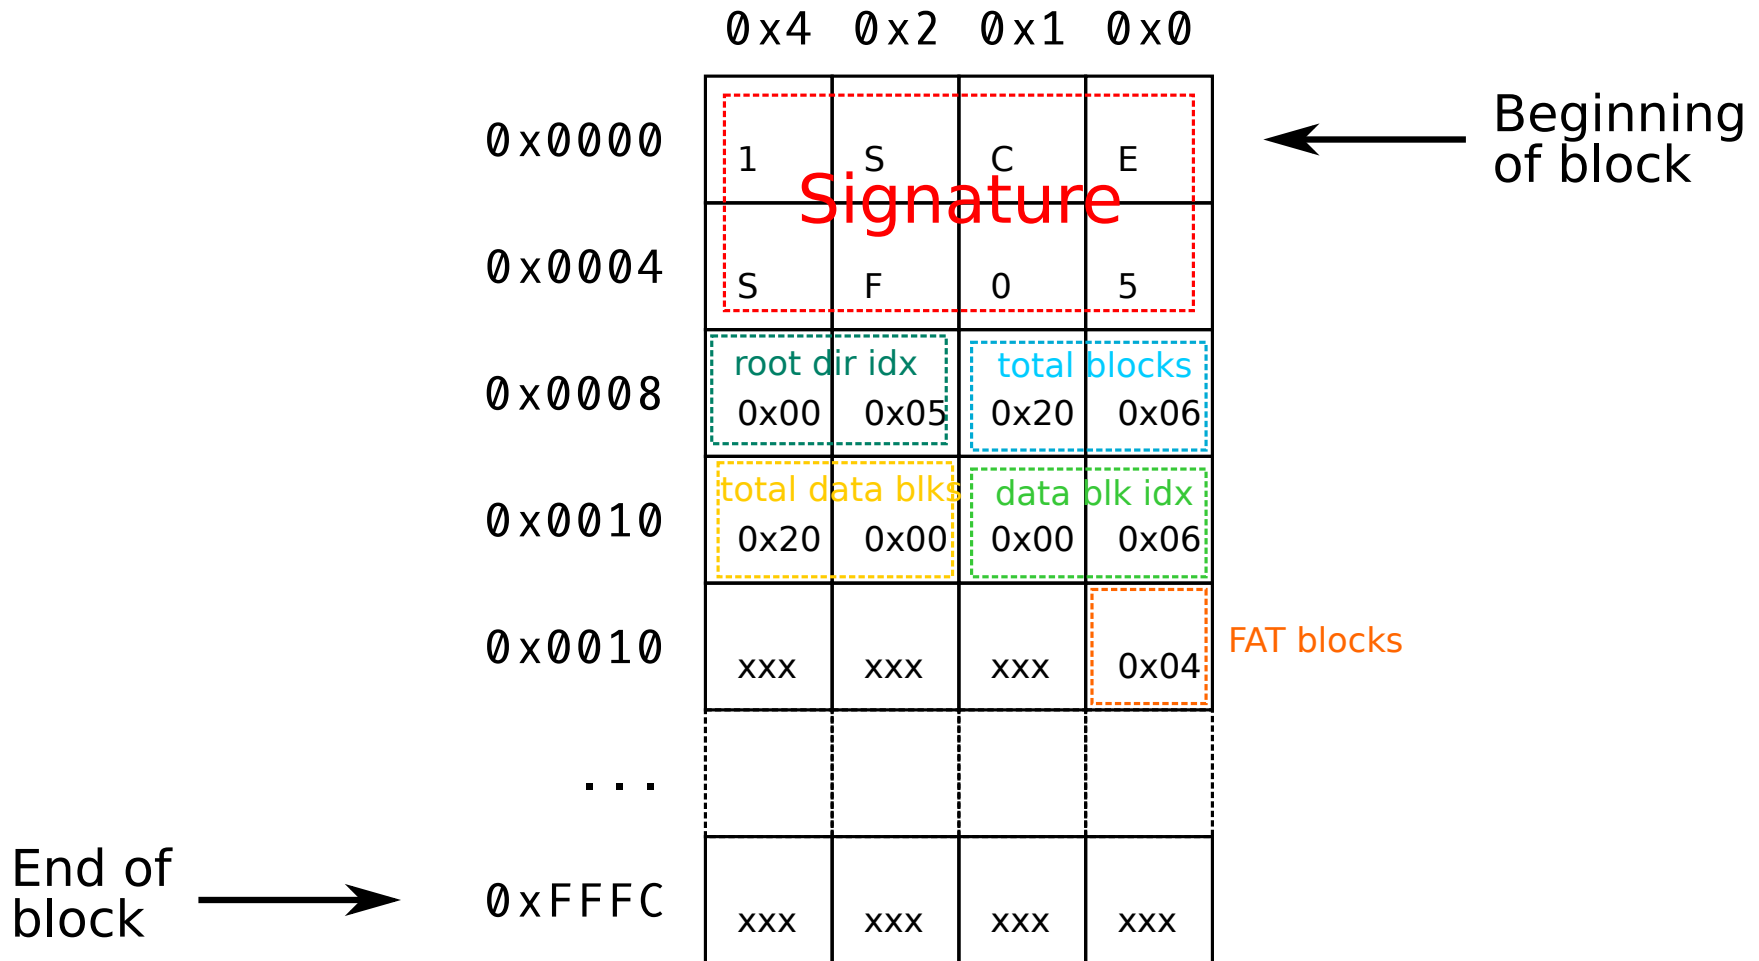 0x4 0x2 0x1 0x0
0x0000 1 S C E
Beginning
of block
Signature
0x0004 S F 0 5
root dir idx total blocks
0x0008 0x00 0x05 0x20 0x06
total data blks data blk idx
0x0010 0x20 0x00 0x00 0x06
0x0010 xxx xxx xxx 0x04 FAT blocks
...
End of
block
0xFFFC xxx xxx xxx xxx